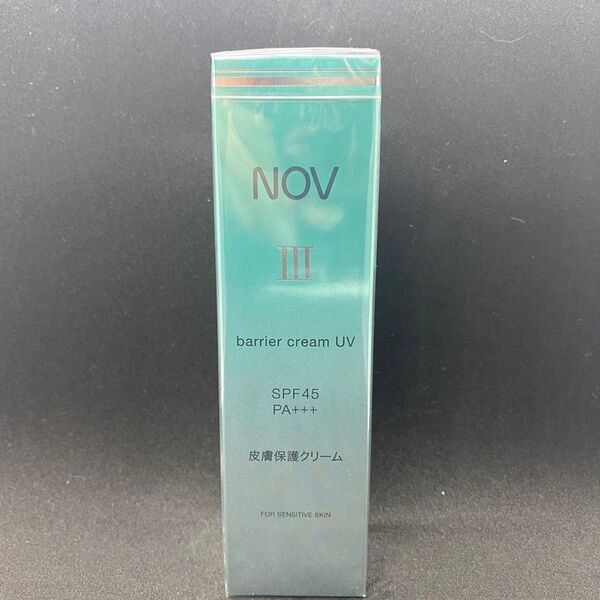 NOV
III
barrier cream UV
SPF45
PA+++
皮膚保護クリーム
FOR SENSITIVE SKIN